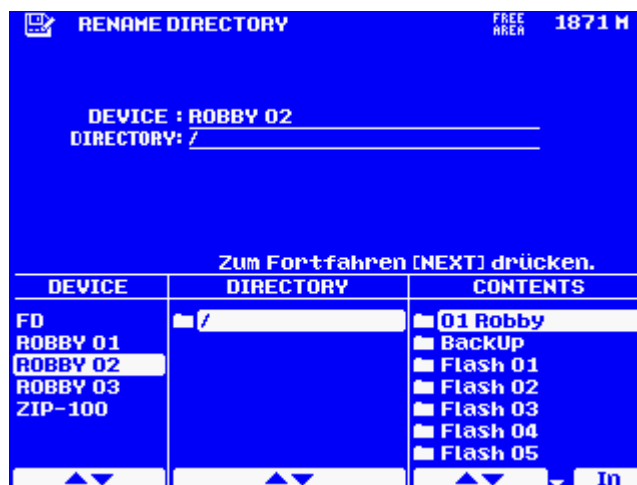 RENAME DIRECTORY FREE AREA 1871 M
DEVICE : ROBBY 02
DIRECTORY: /
Zum Fortfahren [NEXT] drücken.
DEVICE DIRECTORY CONTENTS
FD / 01 Robby
ROBBY 01 BackUp
ROBBY 02 Flash 01
ROBBY 03 Flash 02
ZIP-100 Flash 03
Flash 04
Flash 05
In